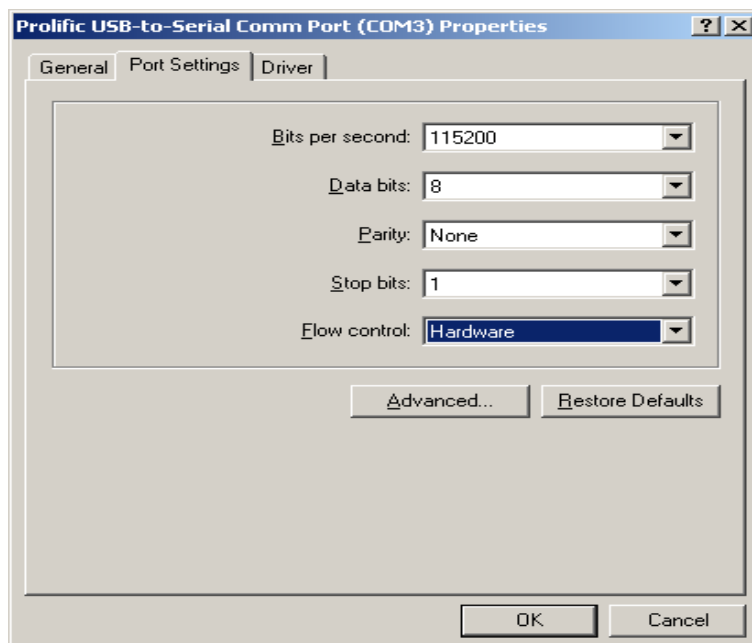 Prolific USB-to-Serial Comm Port (COM3) Properties ? X
General Port Settings Driver
Bits per second: 115200
Data bits: 8
Parity: None
Stop bits: 1
Flow control: Hardware
Advanced... Restore Defaults
OK Cancel